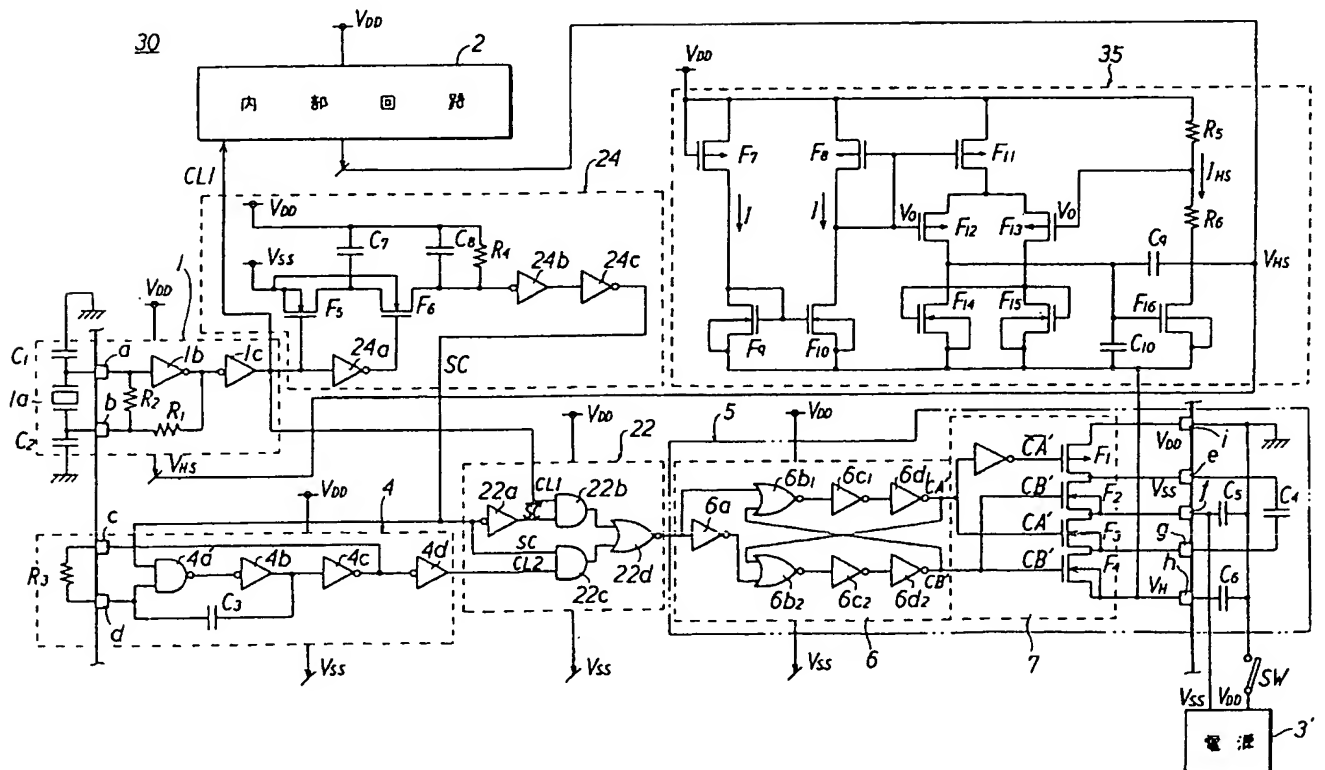 30
VDD
2
内部回路
CL1
24
VDD
C7
C8
R4
VSS
24b
24c
F5
F6
24a
SC
1
VDD
C1
a
1b
1c
1a
R2
b
R1
C2
VHS
35
VDD
F7
F8
F11
R5
IHS
I
I
V0
F12
F13
V0
R6
C9
VHS
F9
F10
F14
F15
C10
F16
VDD
4
c
4a
4b
4c
4d
R3
C3
d
VSS
VDD
22
22a
CL1
22b
SC
CL2
22c
22d
VSS
5
VDD
6a
6b1
6c1
6d1
CA'
6b2
6c2
6d2
CB'
VSS
6
CA'
F1
CB'
F2
CA'
F3
CB'
F4
7
VDD
i
e
VSS
f
C5
C4
g
h
VH
C6
SW
VSS
VDD
電源
3'